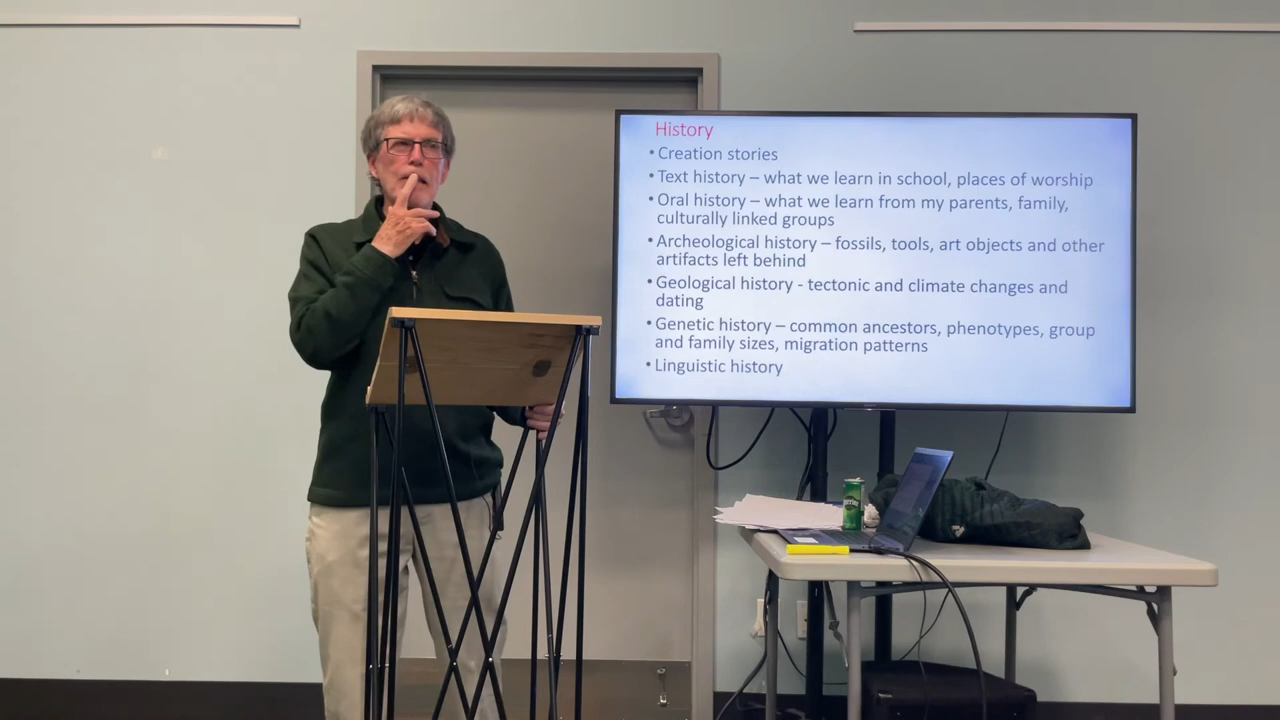 History
• Creation stories
• Text history – what we learn in school, places of worship
• Oral history – what we learn from my parents, family,
culturally linked groups
• Archeological history – fossils, tools, art objects and other
artifacts left behind
• Geological history - tectonic and climate changes and
dating
• Genetic history – common ancestors, phenotypes, group
and family sizes, migration patterns
• Linguistic history